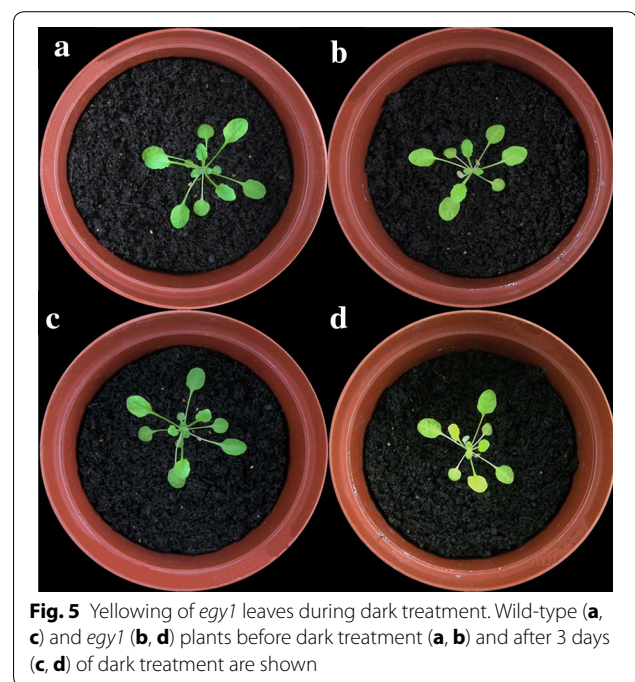 a
b
c
d
Fig. 5 Yellowing of egy1 leaves during dark treatment. Wild-type (a,
c) and egy1 (b, d) plants before dark treatment (a, b) and after 3 days
(c, d) of dark treatment are shown